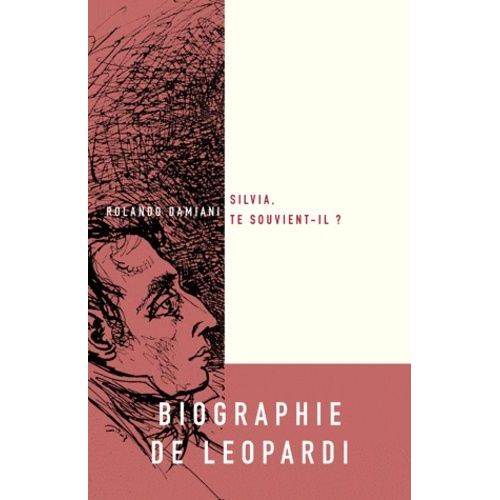 ROLANDO DAMIANI
SILVIA,
TE SOUVIENT-IL ?
BIOGRAPHIE
DE LEOPARDI